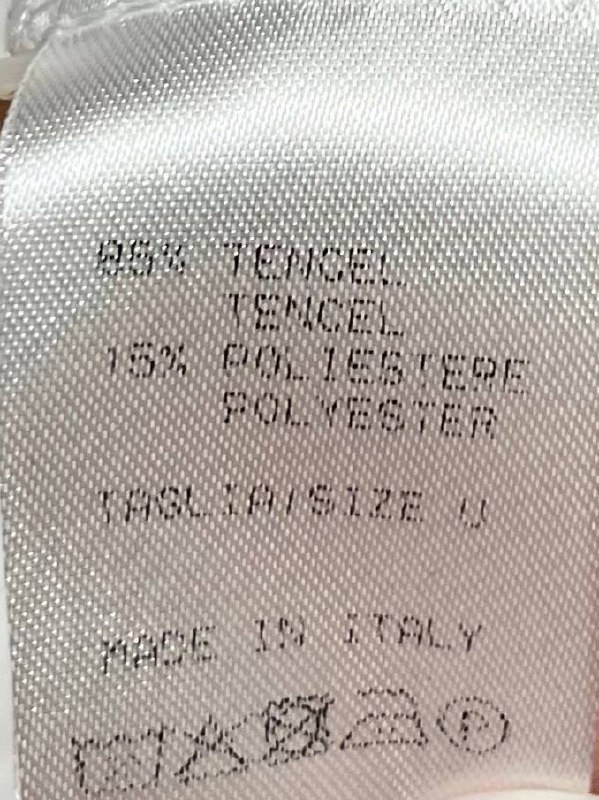 85% TENCEL
TENCEL
15% POLIESTERE
POLYESTER
TAGLIA/SIZE U
MADE IN ITALY
P